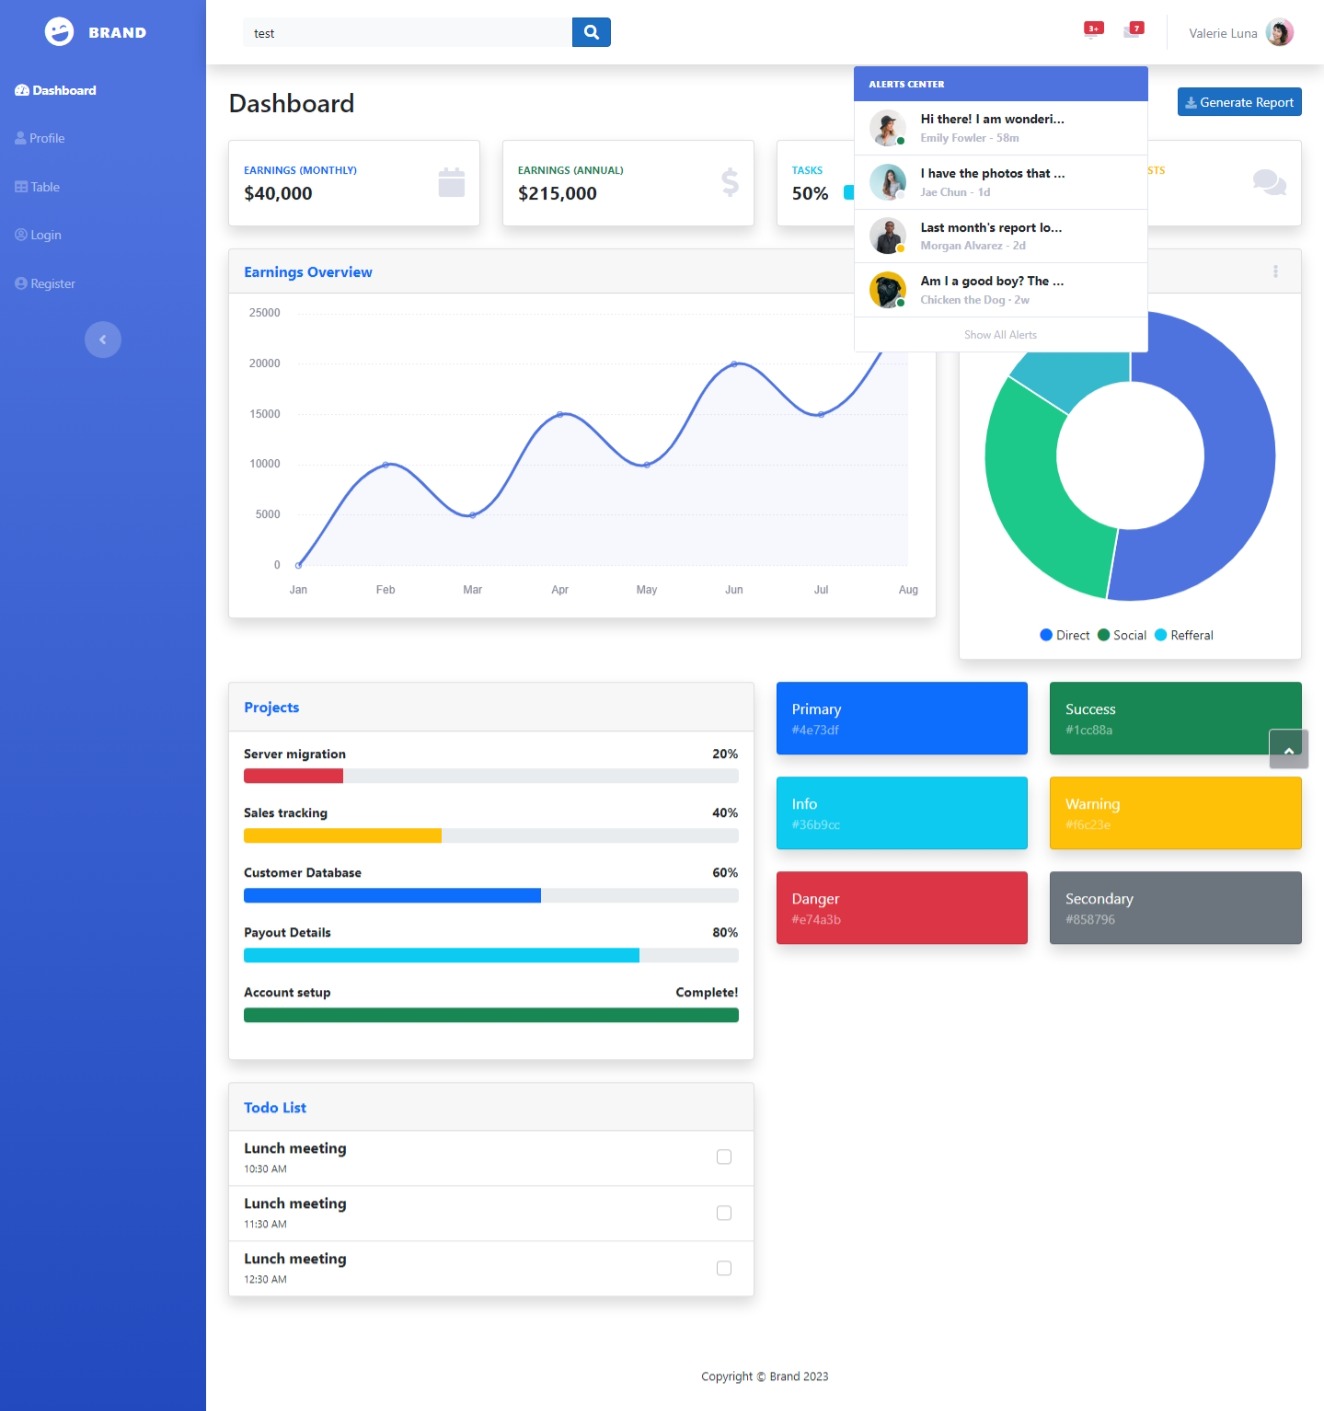 BRAND
Dashboard
Profile
Table
Login
Register
test
3+
7
Valerie Luna
Dashboard
Generate Report
ALERTS CENTER
Hi there! I am wonderi...
Emily Fowler - 58m
I have the photos that ...
Jae Chun - 1d
Last month's report lo...
Morgan Alvarez - 2d
Am I a good boy? The ...
Chicken the Dog · 2w
Show All Alerts
EARNINGS (MONTHLY)
$40,000
EARNINGS (ANNUAL)
$215,000
TASKS
50%
STS
Earnings Overview
25000
20000
15000
10000
5000
0
Jan Feb Mar Apr May Jun Jul Aug
Direct Social Refferal
Projects
Server migration 20%
Sales tracking 40%
Customer Database 60%
Payout Details 80%
Account setup Complete!
Primary
#4e73df
Success
#1cc88a
Info
#36b9cc
Warning
#f6c23e
Danger
#e74a3b
Secondary
#858796
Todo List
Lunch meeting
10:30 AM
Lunch meeting
11:30 AM
Lunch meeting
12:30 AM
Copyright © Brand 2023